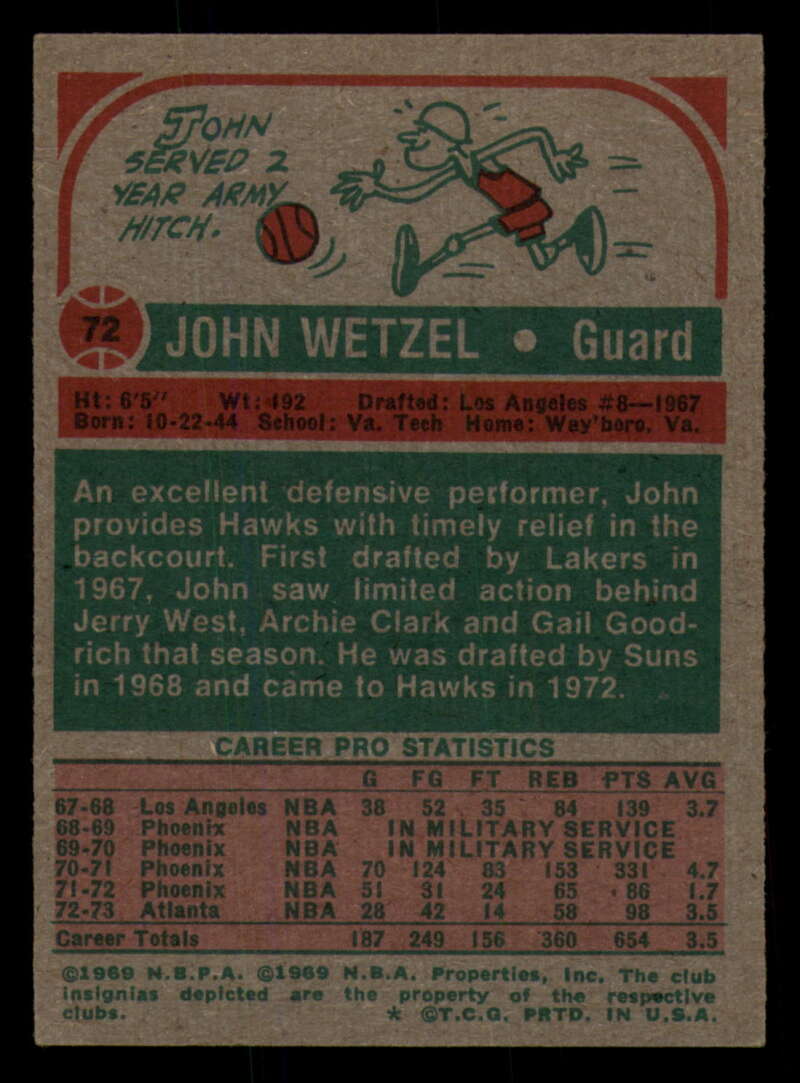 JOHN
SERVED 2
YEAR ARMY
HITCH.
72 JOHN WETZEL • Guard
Ht: 6'5" Wt: 192 Drafted: Los Angeles #8—1967
Born: 10-22-44 School: Va. Tech Home: Way'boro, Va.
An excellent defensive performer, John
provides Hawks with timely relief in the
backcourt. First drafted by Lakers in
1967, John saw limited action behind
Jerry West, Archie Clark and Gail Good-
rich that season. He was drafted by Suns
in 1968 and came to Hawks in 1972.
CAREER PRO STATISTICS
G FG FT REB PTS AVG
67-68 Los Angeles NBA 38 52 35 84 139 3.7
68-69 Phoenix NBA IN MILITARY SERVICE
69-70 Phoenix NBA IN MILITARY SERVICE
70-71 Phoenix NBA 70 124 83 153 331 4.7
71-72 Phoenix NBA 51 31 24 65 86 1.7
72-73 Atlanta NBA 28 42 14 58 98 3.5
Career Totals 187 249 156 360 654 3.5
©1969 N.B.P.A. ©1969 N.B.A. Properties, Inc. The club
insignias depicted are the property of the respective
clubs. * ©T.C.G. PRTD. IN U.S.A.